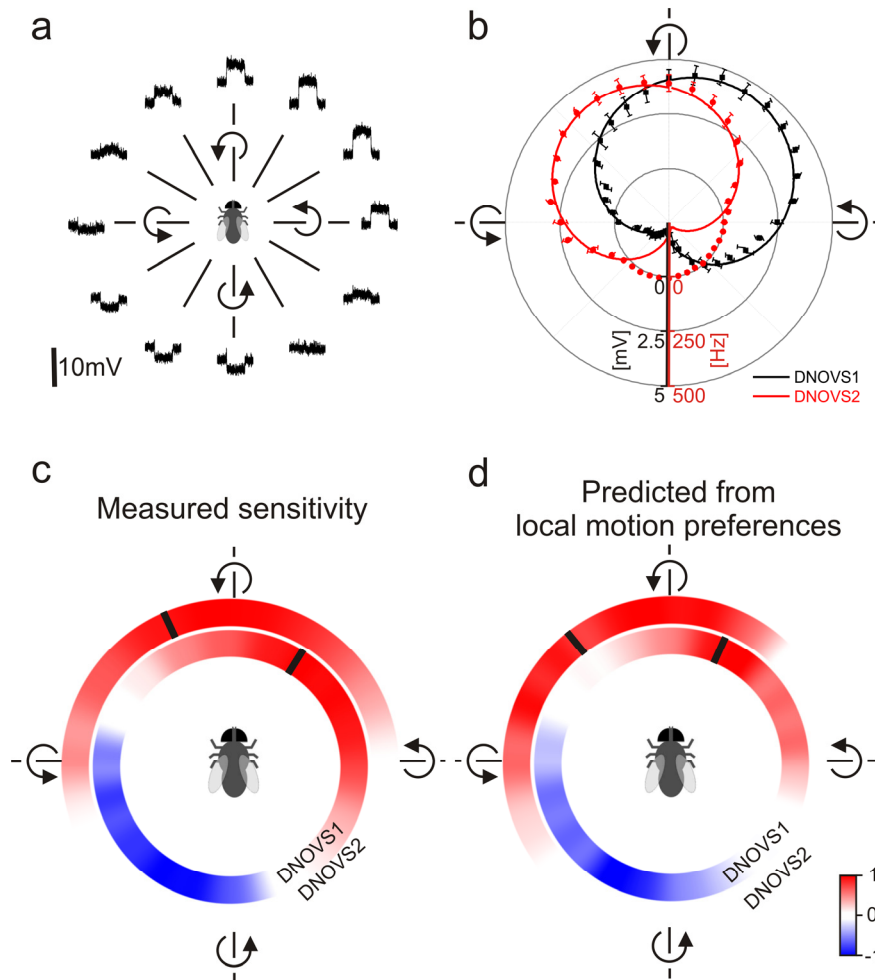 a
10mV
b
0
0
2.5
250
5
500
[mV]
[Hz]
DNOVS1
DNOVS2
c
Measured sensitivity
DNOVS1
DNOVS2
d
Predicted from
local motion preferences
DNOVS1
DNOVS2
1
0
-1